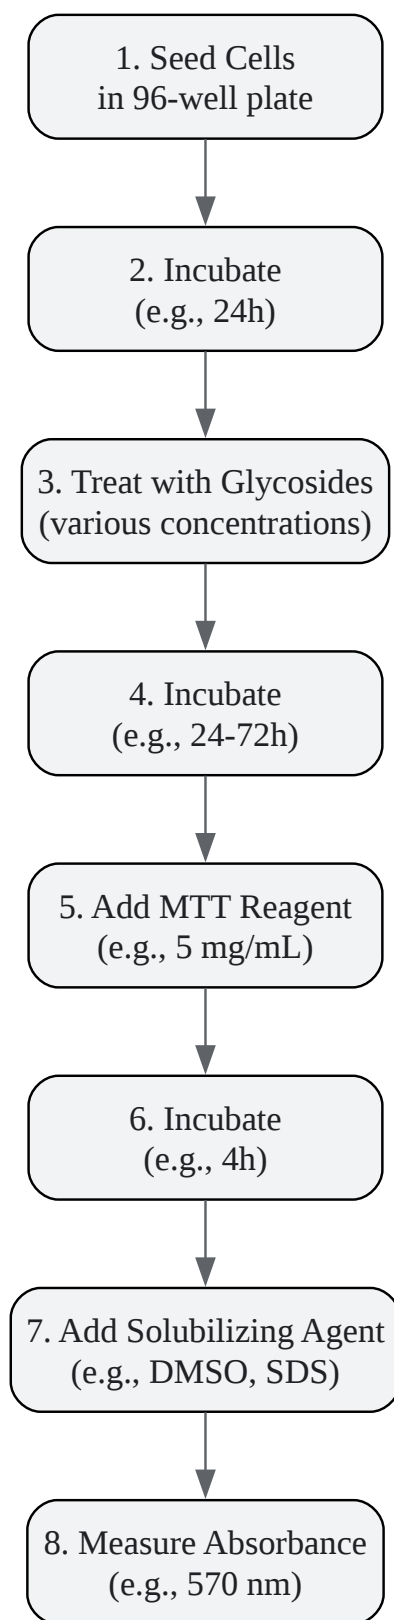 1. Seed Cells
in 96-well plate
2. Incubate
(e.g., 24h)
3. Treat with Glycosides
(various concentrations)
4. Incubate
(e.g., 24-72h)
5. Add MTT Reagent
(e.g., 5 mg/mL)
6. Incubate
(e.g., 4h)
7. Add Solubilizing Agent
(e.g., DMSO, SDS)
8. Measure Absorbance
(e.g., 570 nm)